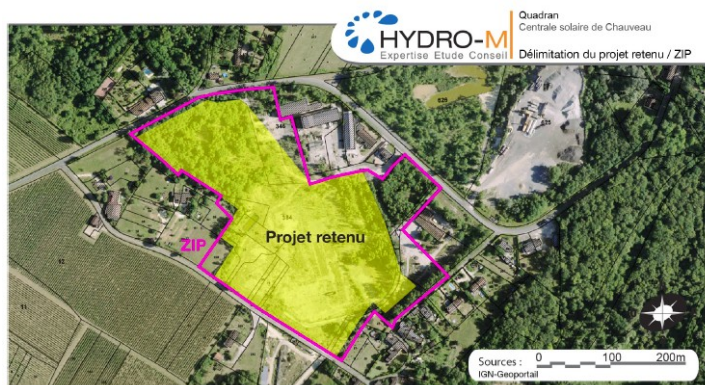 HYDRO-M
Expertise Etude Conseil
Quadran
Centrale solaire de Chauveau
Délimitation du projet retenu / ZIP
ZIP
Projet retenu
Sources :
IGN-Geoportail
0 100 200m